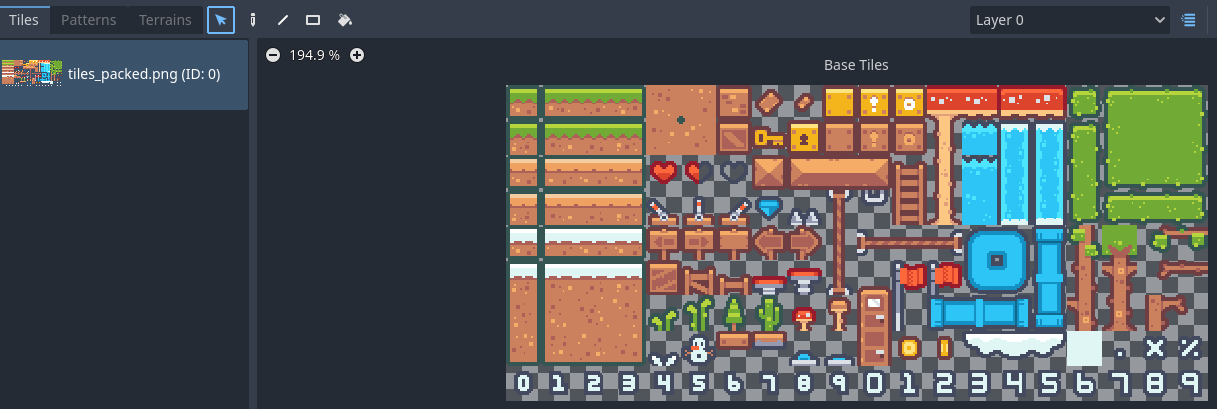 Tiles Patterns Terrains Layer 0
194.9 %
Base Tiles
tiles_packed.png (ID: 0)
. × %
0 1 2 3 4 5 6 7 8 9 0 1 2 3 4 5 6 7 8 9